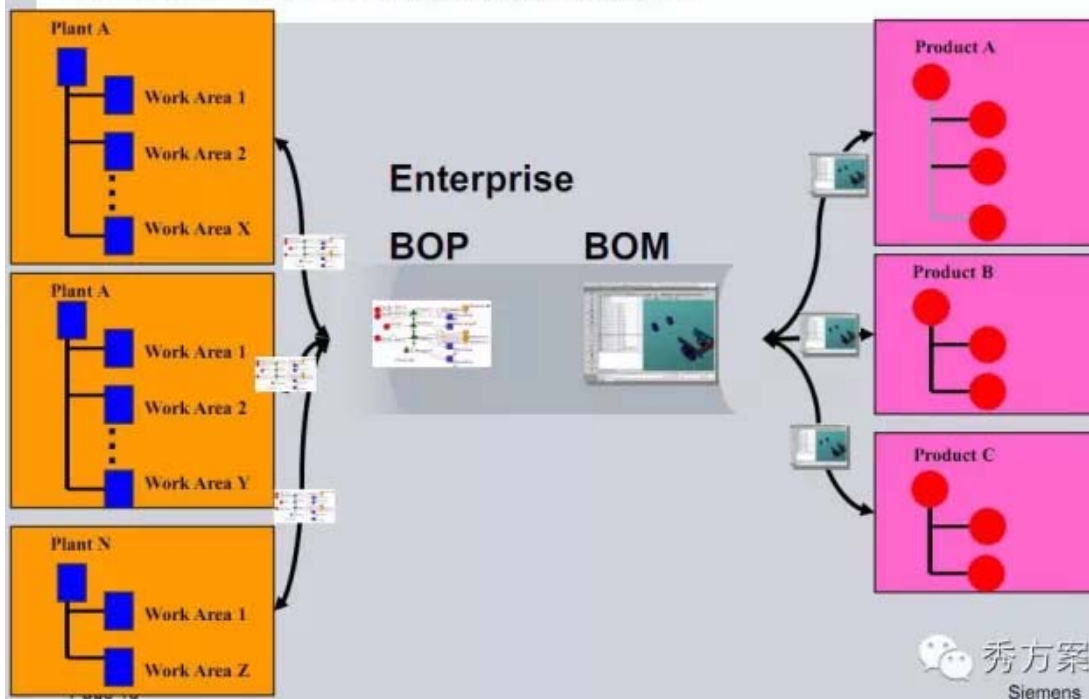 Plant A
Work Area 1
Work Area 2
Work Area X
Plant A
Work Area 1
Work Area 2
Work Area Y
Plant N
Work Area 1
Work Area Z
Enterprise
BOP
BOM
Product A
Product B
Product C
秀方案
Siemens